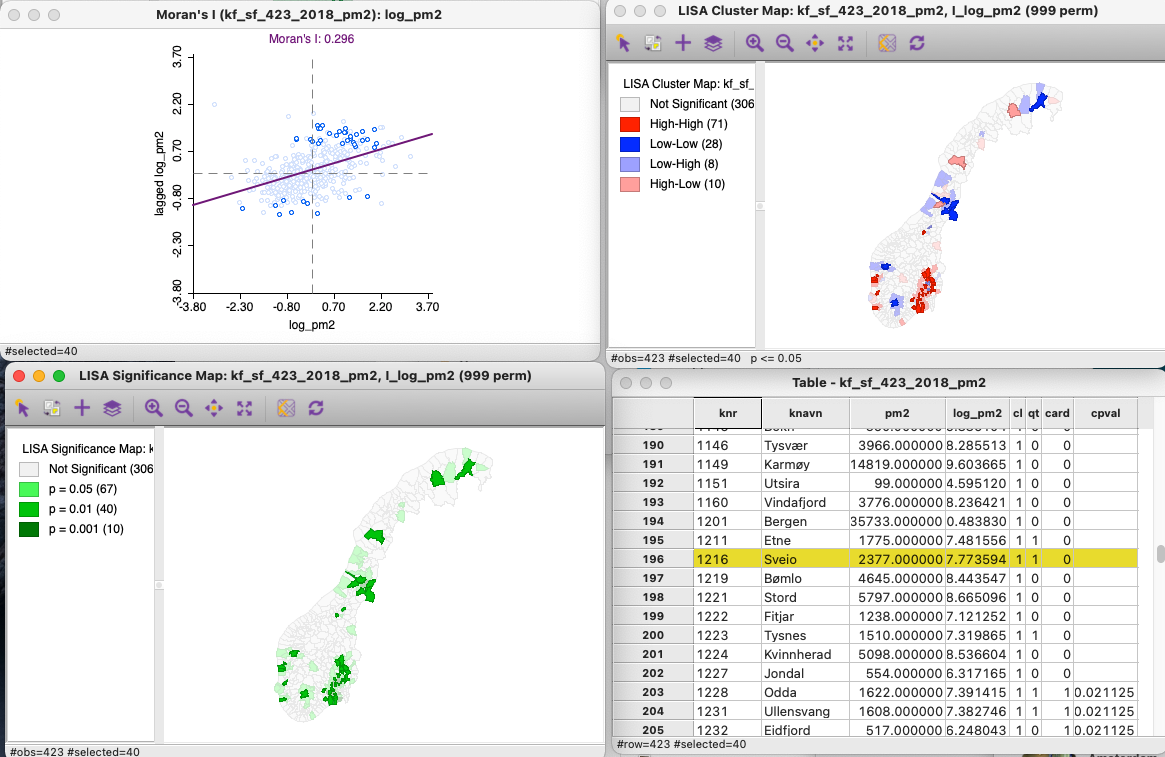 Moran's I (kf_sf_423_2018_pm2): log_pm2
Moran's I: 0.296
3.70
2.20
0.70
-0.80
-2.30
-3.80
lagged log_pm2
-3.80 -2.30 -0.80 0.70 2.20 3.70
log_pm2
#selected=40
LISA Cluster Map: kf_sf_423_2018_pm2, I_log_pm2 (999 perm)
LISA Cluster Map: kf_sf_
Not Significant (306
High-High (71)
Low-Low (28)
Low-High (8)
High-Low (10)
#obs=423 #selected=40 p <= 0.05
LISA Significance Map: kf_sf_423_2018_pm2, I_log_pm2 (999 perm)
LISA Significance Map: k
Not Significant (306
p = 0.05 (67)
p = 0.01 (40)
p = 0.001 (10)
#obs=423 #selected=40
Table - kf_sf_423_2018_pm2
knr knavn pm2 log_pm2 cl qt card cpval
190 1146 Tysvær 3966.000000 8.285513 1 0 0
191 1149 Karmøy 14819.000000 9.603665 1 0 0
192 1151 Utsira 99.000000 4.595120 1 0 0
193 1160 Vindafjord 3776.000000 8.236421 1 0 0
194 1201 Bergen 35733.000000 0.483830 1 0 0
195 1211 Etne 1775.000000 7.481556 1 1 0
196 1216 Sveio 2377.000000 7.773594 1 1 0
197 1219 Bømlo 4645.000000 8.443547 1 0 0
198 1221 Stord 5797.000000 8.665096 1 0 0
199 1222 Fitjar 1238.000000 7.121252 1 0 0
200 1223 Tysnes 1510.000000 7.319865 1 1 0
201 1224 Kvinnherad 5098.000000 8.536604 1 0 0
202 1227 Jondal 554.000000 6.317165 1 0 0
203 1228 Odda 1622.000000 7.391415 1 1 1 0.021125
204 1231 Ullensvang 1608.000000 7.382746 1 1 1 0.021125
205 1232 Eidfjord 517.000000 6.248043 1 0 1 0.021125
#row=423 #selected=40